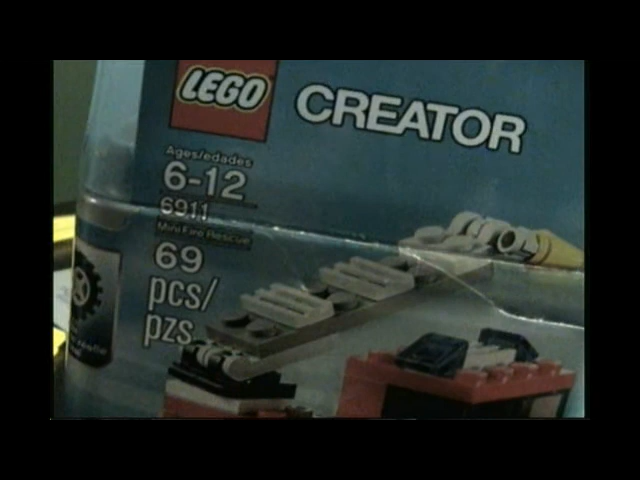 LEGO
CREATOR
Ages/edades
6-12
6911
Mini Fire Rescue
69
pcs/
pzs